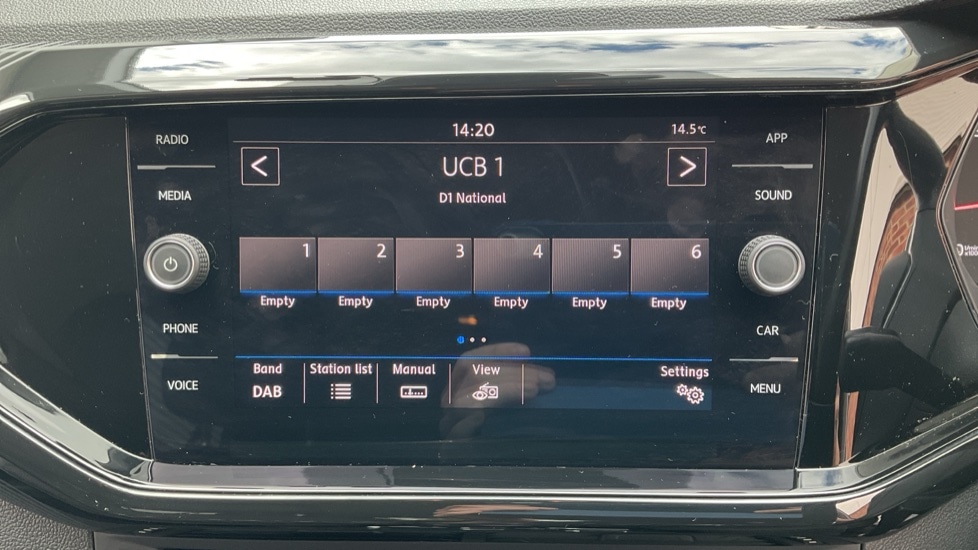 14:20
14.5°C
RADIO
APP
UCB 1
MEDIA
SOUND
D1 National
1 2 3 4 5 6
Empty Empty Empty Empty Empty Empty
PHONE
CAR
Band Station list Manual View Settings
DAB
VOICE
MENU